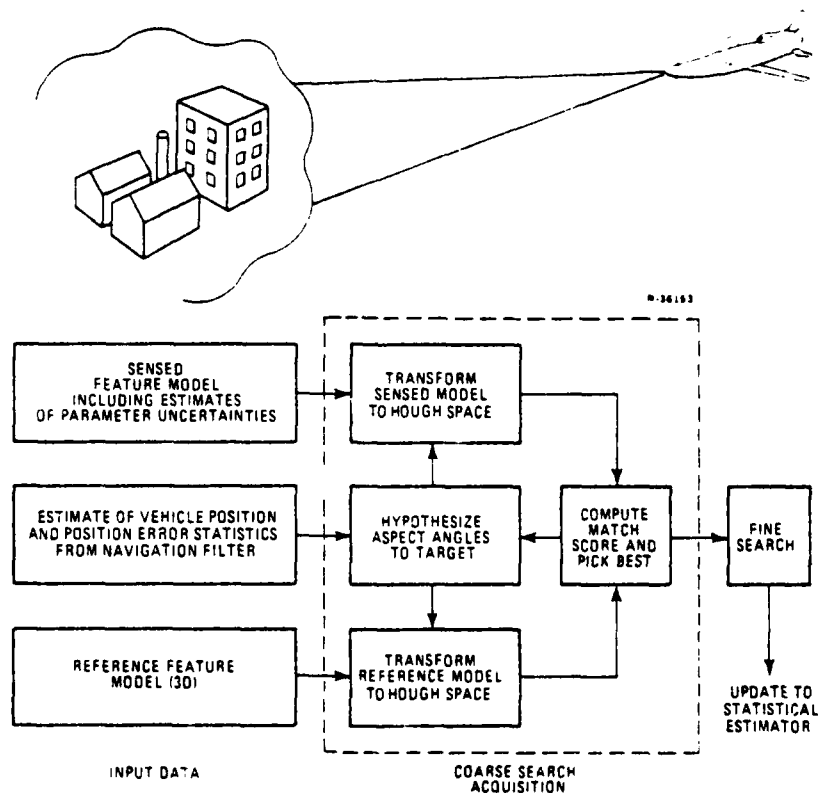 R-36153
SENSED
FEATURE MODEL
INCLUDING ESTIMATES
OF PARAMETER UNCERTAINTIES
TRANSFORM
SENSED MODEL
TO HOUGH SPACE
ESTIMATE OF VEHICLE POSITION
AND POSITION ERROR STATISTICS
FROM NAVIGATION FILTER
HYPOTHESIZE
ASPECT ANGLES
TO TARGET
COMPUTE
MATCH
SCORE AND
PICK BEST
FINE
SEARCH
REFERENCE FEATURE
MODEL (3D)
TRANSFORM
REFERENCE MODEL
TO HOUGH SPACE
UPDATE TO
STATISTICAL
ESTIMATOR
INPUT DATA
COARSE SEARCH
ACQUISITION